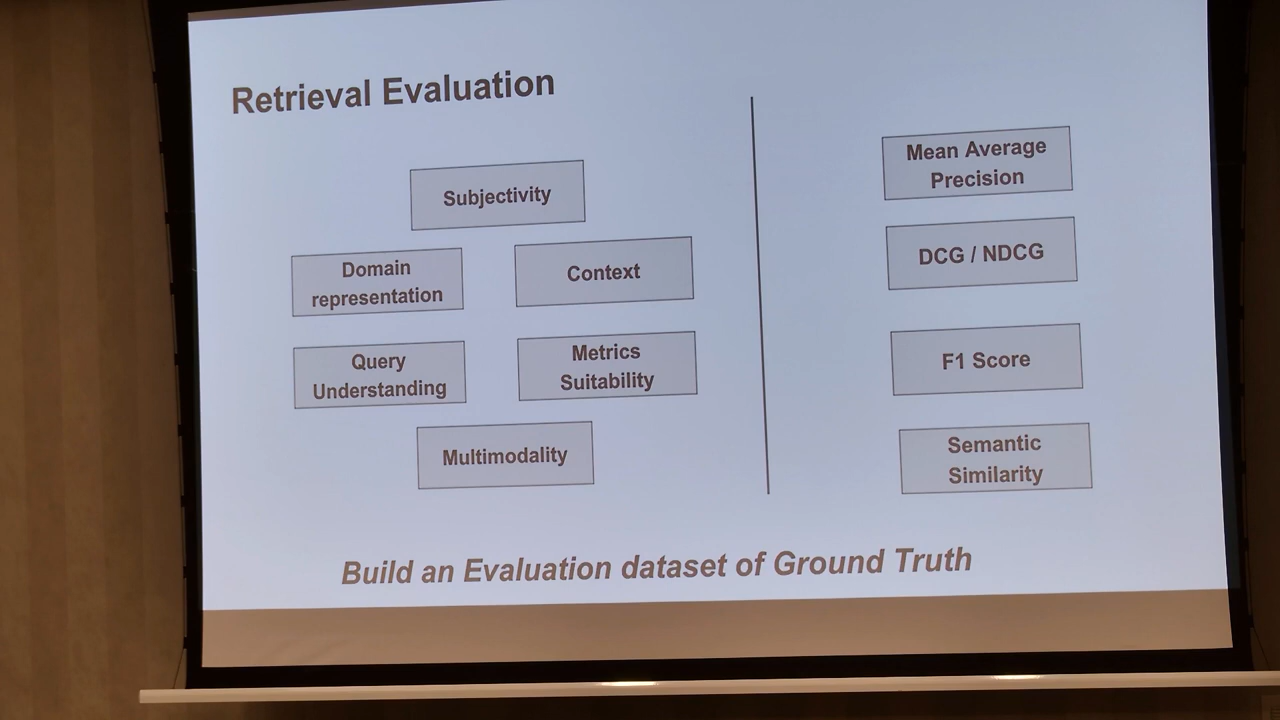 Retrieval Evaluation
Subjectivity
Domain
representation
Context
Query
Understanding
Metrics
Suitability
Multimodality
Mean Average
Precision
DCG / NDCG
F1 Score
Semantic
Similarity
Build an Evaluation dataset of Ground Truth